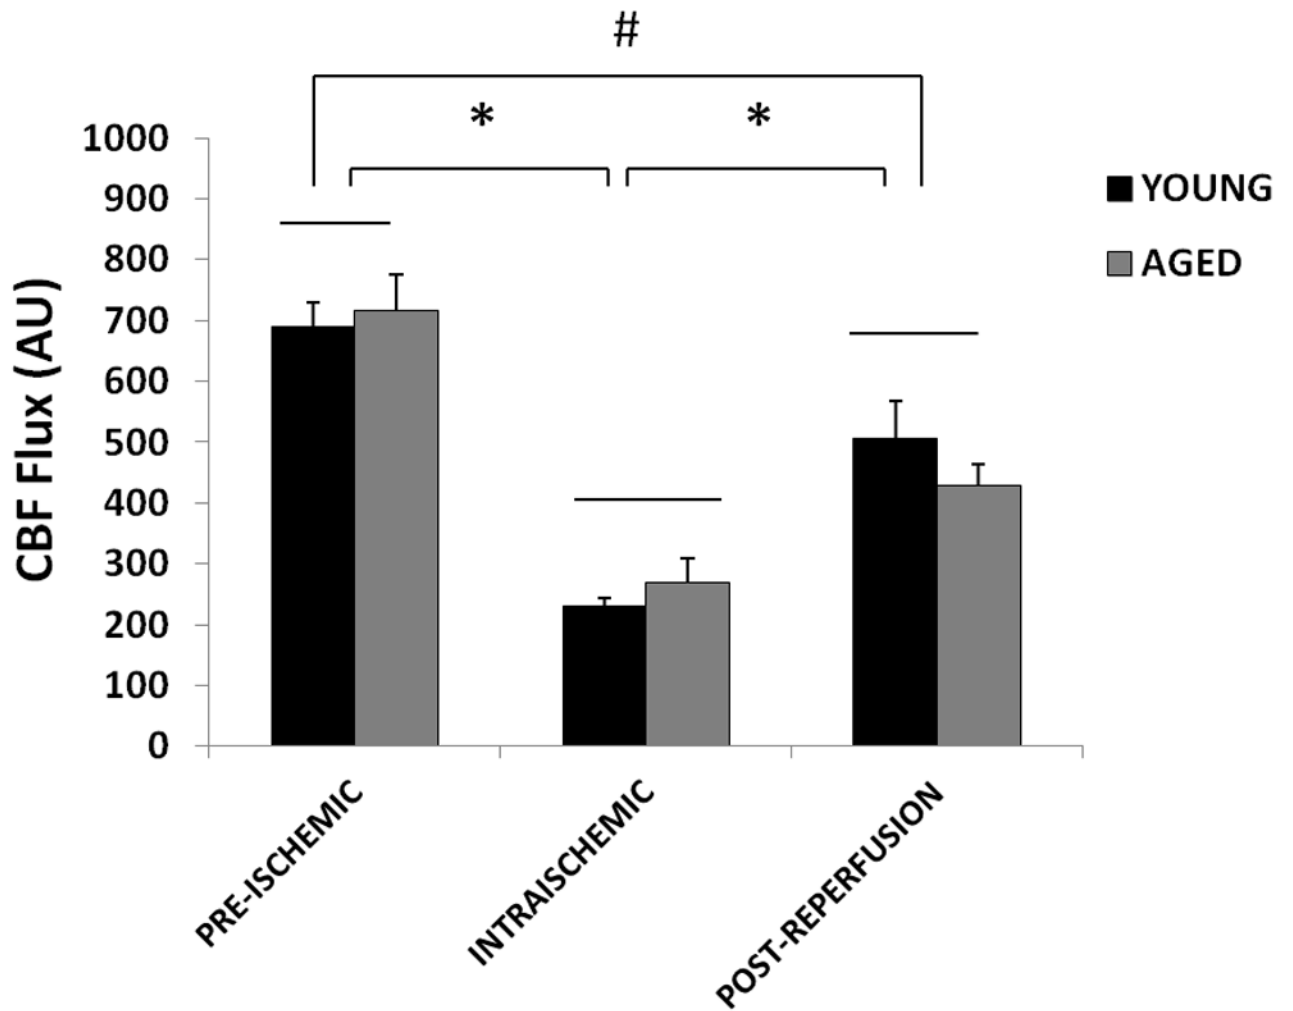 #
* *
1000
900
800
700
600
500
400
300
200
100
0
CBF Flux (AU)
YOUNG
AGED
PRE-ISCHEMIC
INTRAISCHEMIC
POST-REPERFUSION